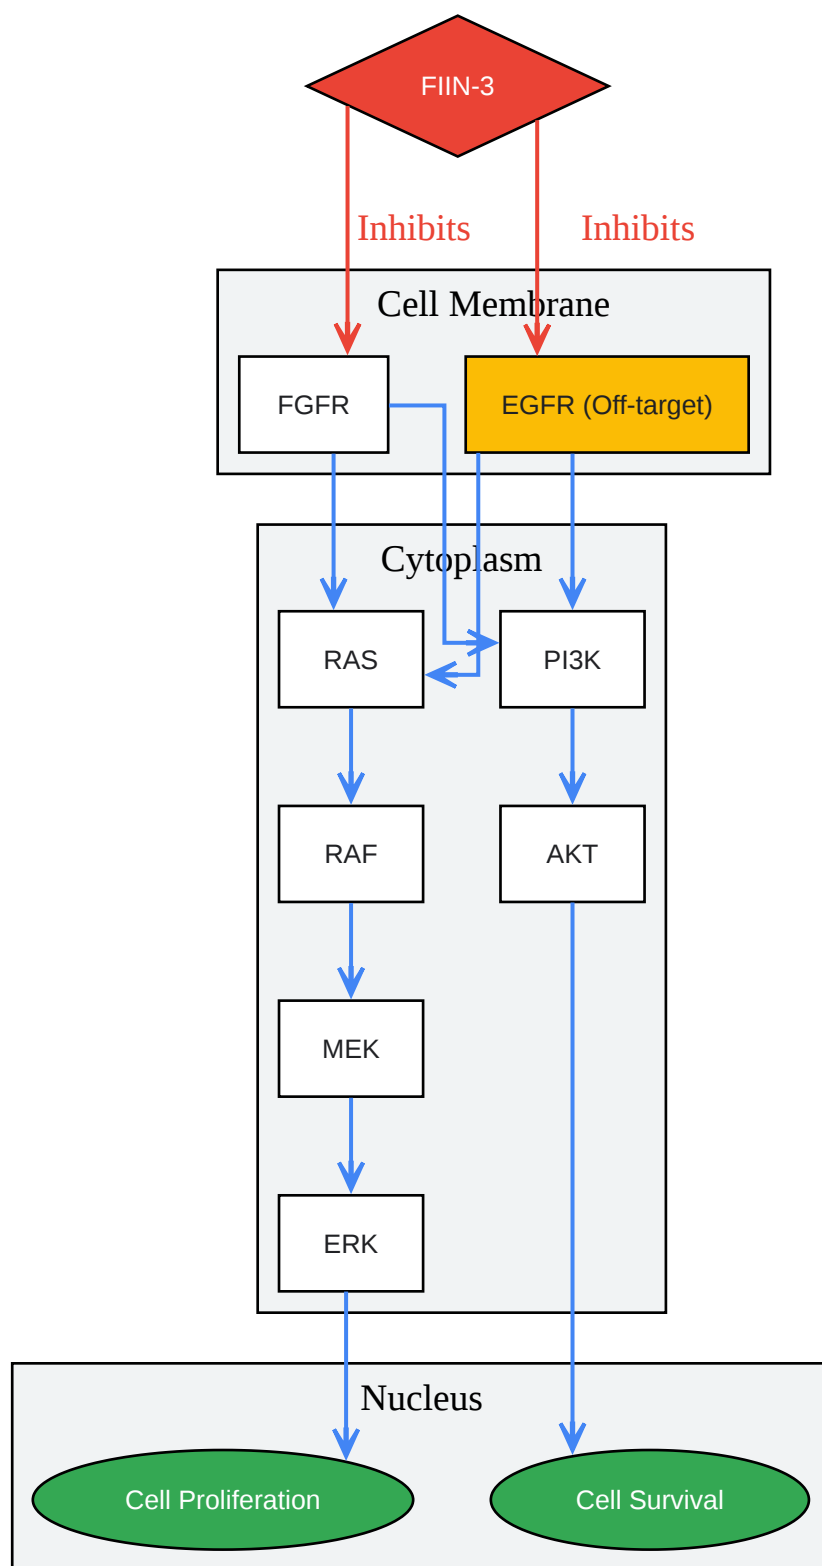 FIIN-3
Inhibits
Inhibits
Cell Membrane
FGFR
EGFR (Off-target)
Cytoplasm
RAS
PI3K
RAF
AKT
MEK
ERK
Nucleus
Cell Proliferation
Cell Survival